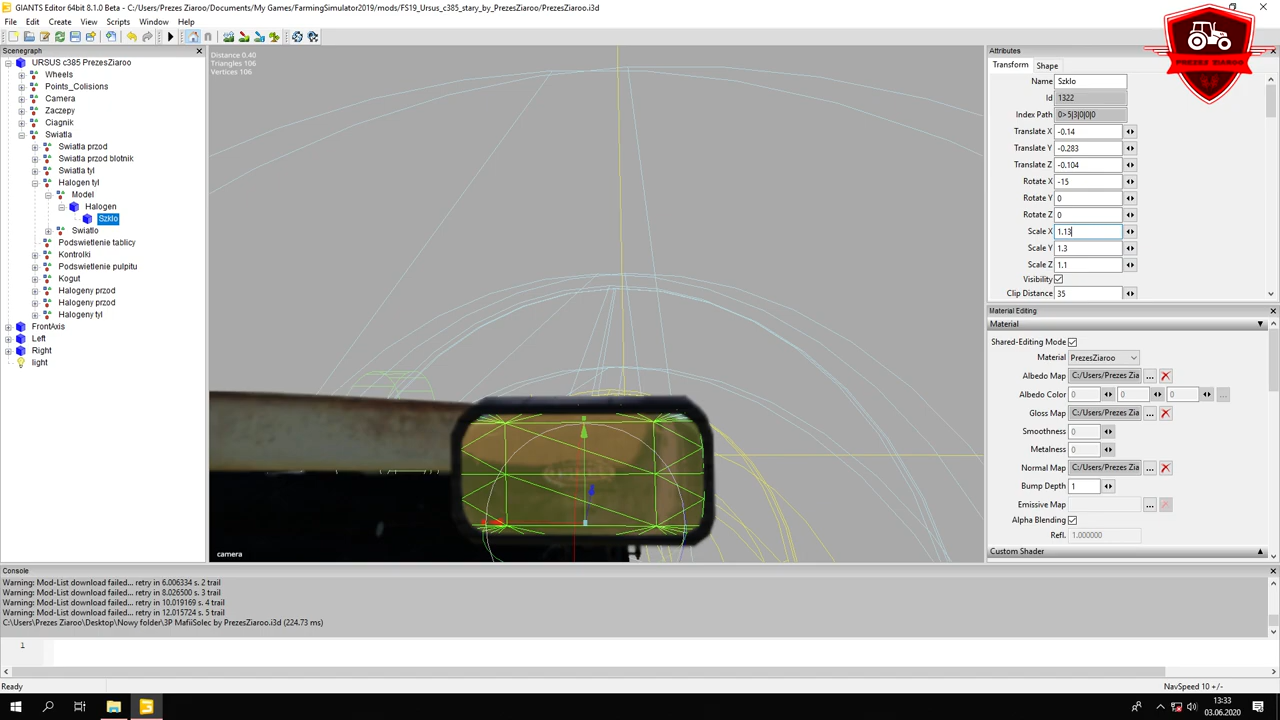 GIANTS Editor 64bit 8.1.0 Beta - C:/Users/Prezes Ziaroo/Documents/My Games/FarmingSimulator2019/mods/FS19_Ursus_c385_stary_by_PrezesZiaroo/PrezesZiaroo.i3d
File Edit Create View Scripts Window Help
Scenegraph
URSUS c385 PrezesZiaroo
Wheels
Points_Colisions
Camera
Zaczepy
Ciagnik
Swiatla
Swiatla przod
Swiatla przod blotnik
Swiatla tyl
Halogen tyl
Model
Halogen
Szklo
Swiatlo
Podswietlenie tablicy
Kontrolki
Podswietlenie pulpitu
Kogut
Halogeny przod
Halogeny przod
Halogeny tyl
FrontAxis
Left
Right
light
Distance 0.40
Triangles 106
Vertices 106
camera
PREZES ZIAROO
Attributes
Transform Shape
Name Szklo
Id 1322
Index Path 0>5|3|0|0|0
Translate X -0.14
Translate Y -0.283
Translate Z -0.104
Rotate X -15
Rotate Y 0
Rotate Z 0
Scale X 1.13
Scale Y 1.3
Scale Z 1.1
Visibility
Clip Distance 35
Material Editing
Material
Shared-Editing Mode
Material PrezesZiaroo
Albedo Map C:/Users/Prezes Zia ...
Albedo Color 0 0 0 ...
Gloss Map C:/Users/Prezes Zia ...
Smoothness 0
Metalness 0
Normal Map C:/Users/Prezes Zia ...
Bump Depth 1
Emissive Map ...
Alpha Blending
Refl. 1.000000
Custom Shader
Console
Warning: Mod-List download failed... retry in 6.006334 s. 2 trail
Warning: Mod-List download failed... retry in 8.026500 s. 3 trail
Warning: Mod-List download failed... retry in 10.019169 s. 4 trail
Warning: Mod-List download failed... retry in 12.015724 s. 5 trail
C:\Users\Prezes Ziaroo\Desktop\Nowy folder\3P MafiiSolec by PrezesZiaroo.i3d (224.73 ms)
1
Ready
NavSpeed 10 +/-
13:33
03.06.2020